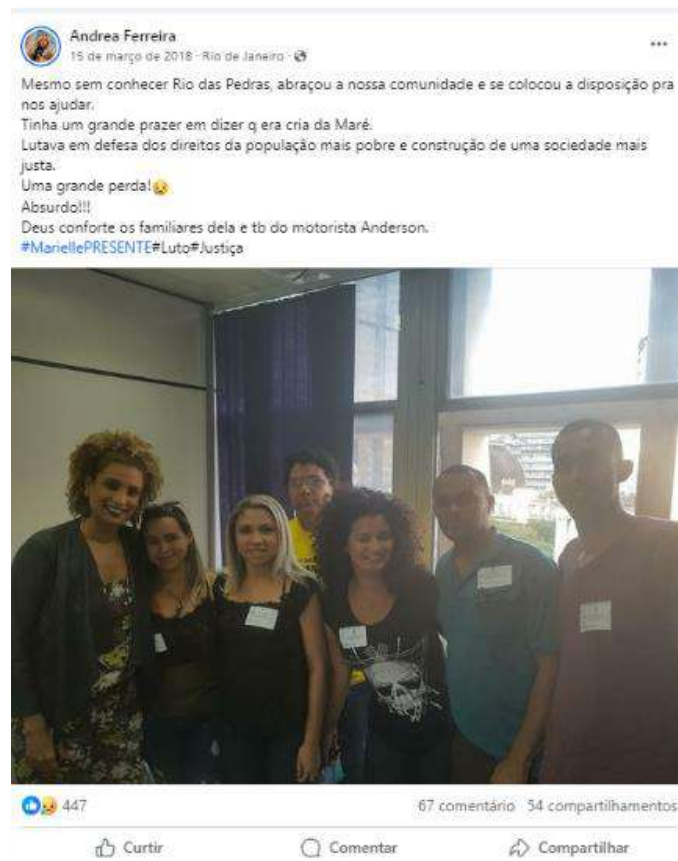 Andrea Ferreira
15 de março de 2018 · Rio de Janeiro ·
Mesmo sem conhecer Rio das Pedras, abraçou a nossa comunidade e se colocou a disposição pra
nos ajudar.
Tinha um grande prazer em dizer q era cria da Maré.
Lutava em defesa dos direitos da população mais pobre e construção de uma sociedade mais
justa.
Uma grande perda!
Absurdo!!!
Deus conforte os familiares dela e tb do motorista Anderson.
#MariellePRESENTE#Luto#Justiça
447
67 comentário 54 compartilhamentos
Curtir Comentar Compartilhar